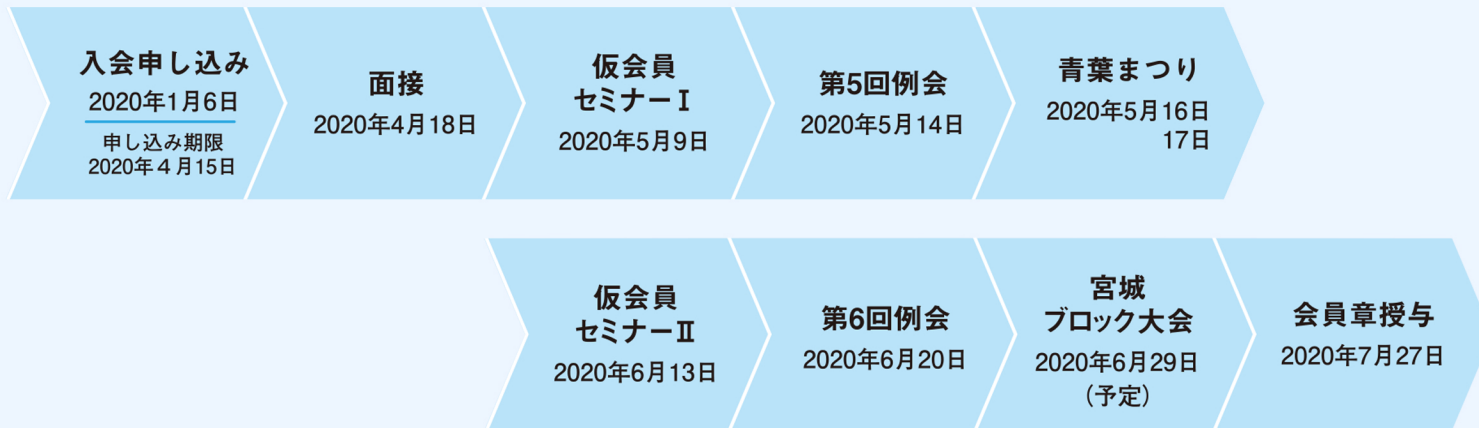 入会申し込み
2020年1月6日
申し込み期限
2020年４月15日
面接
2020年4月18日
仮会員
セミナーⅠ
2020年5月9日
第5回例会
2020年5月14日
青葉まつり
2020年5月16日
17日
仮会員
セミナーⅡ
2020年6月13日
第6回例会
2020年6月20日
宮城
ブロック大会
2020年6月29日
（予定）
会員章授与
2020年7月27日